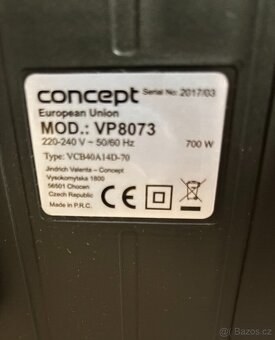 concept
Serial No: 2017/03
European Union
MOD.: VP8073
220-240 V ~ 50/60 Hz 700 W
Type: VCB40A14D-70
Jindrich Valenta - Concept
Vysokomytska 1800
56501 Chocen
Czech Republic
Made in P.R.C.
CE
© Bazoš.cz